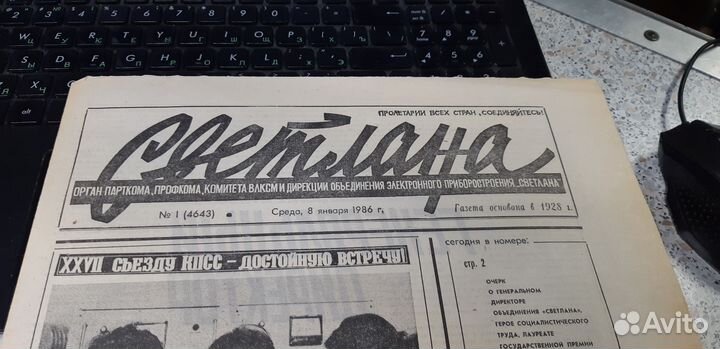 ПРОЛЕТАРИИ ВСЕХ СТРАН, СОЕДИНЯЙТЕСЬ!
Светлана
ОРГАН ПАРТКОМА, ПРОФКОМА, КОМИТЕТА ВЛКСМ И ДИРЕКЦИИ ОБЪЕДИНЕНИЯ ЭЛЕКТРОННОГО ПРИБОРОСТРОЕНИЯ „СВЕТЛАНА"
№ 1 (4643) • Среда, 8 января 1986 г. Газета основана в 1928 г.
XXVII СЪЕЗДУ КПСС — ДОСТОЙНУЮ ВСТРЕЧУ!
сегодня в номере:
стр. 2
ОЧЕРК
О ГЕНЕРАЛЬНОМ
ДИРЕКТОРЕ
ОБЪЕДИНЕНИЯ «СВЕТЛАНА»,
ГЕРОЕ СОЦИАЛИСТИЧЕСКОГО
ТРУДА, ЛАУРЕАТЕ
ГОСУДАРСТВЕННОЙ ПРЕМИИ
Avito